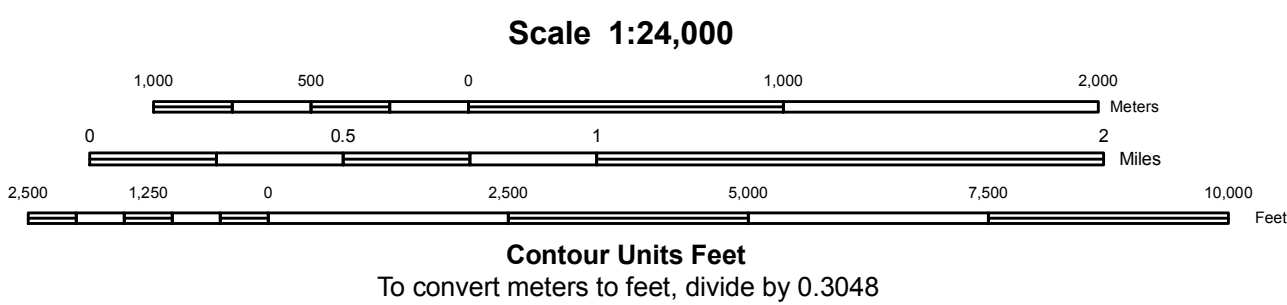 Scale 1:24,000
1,000 500 0 1,000 2,000
Meters
0 0.5 1 2
Miles
2,500 1,250 0 2,500 5,000 7,500 10,000
Feet
Contour Units Feet
To convert meters to feet, divide by 0.3048